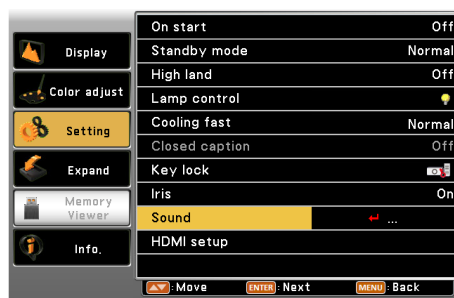 On start Off
Display
Standby mode Normal
High land Off
Color adjust
Lamp control
Setting
Cooling fast Normal
Closed caption Off
Expand
Key lock
Memory
Viewer
Iris On
Sound ...
Info.
HDMI setup
:Move ENTER :Next MENU :Back